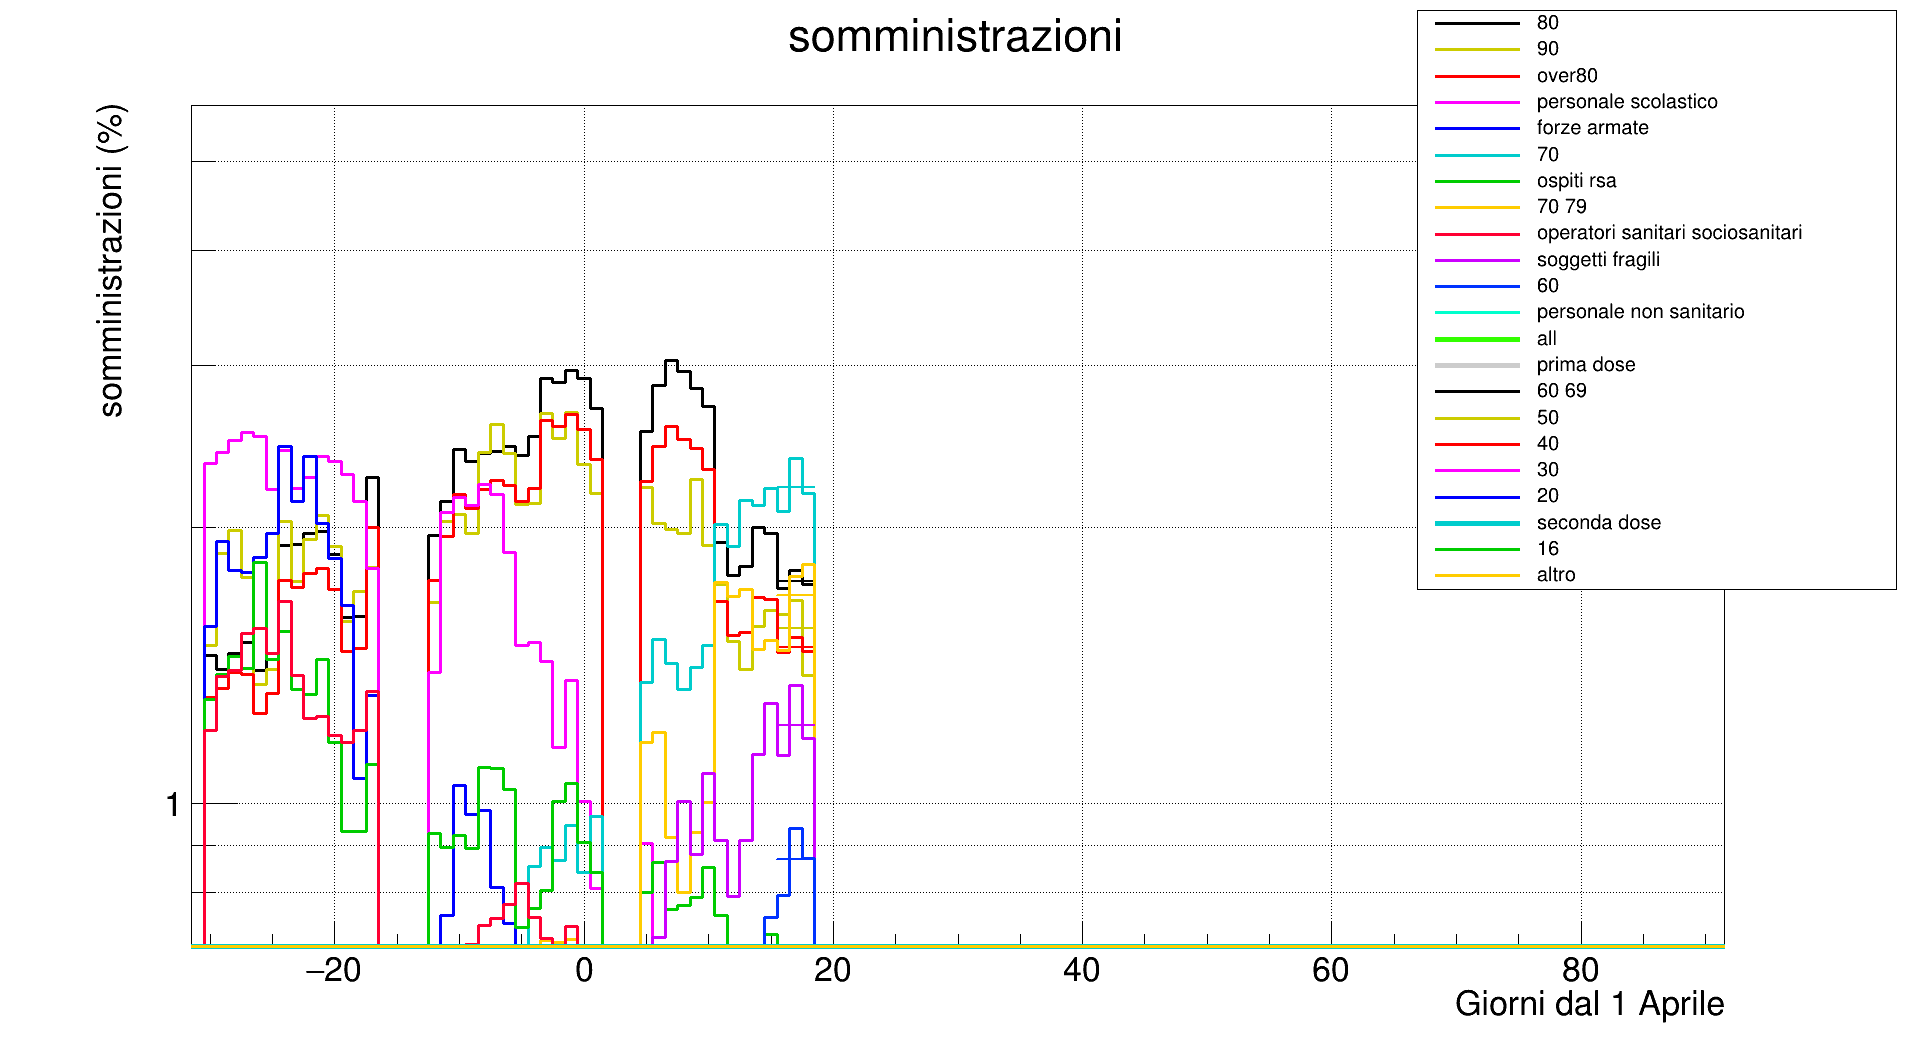 somministrazioni
somministrazioni (%)
1
−20 0 20 40 60 80
Giorni dal 1 Aprile
80
90
over80
personale scolastico
forze armate
70
ospiti rsa
70 79
operatori sanitari sociosanitari
soggetti fragili
60
personale non sanitario
all
prima dose
60 69
50
40
30
20
seconda dose
16
altro